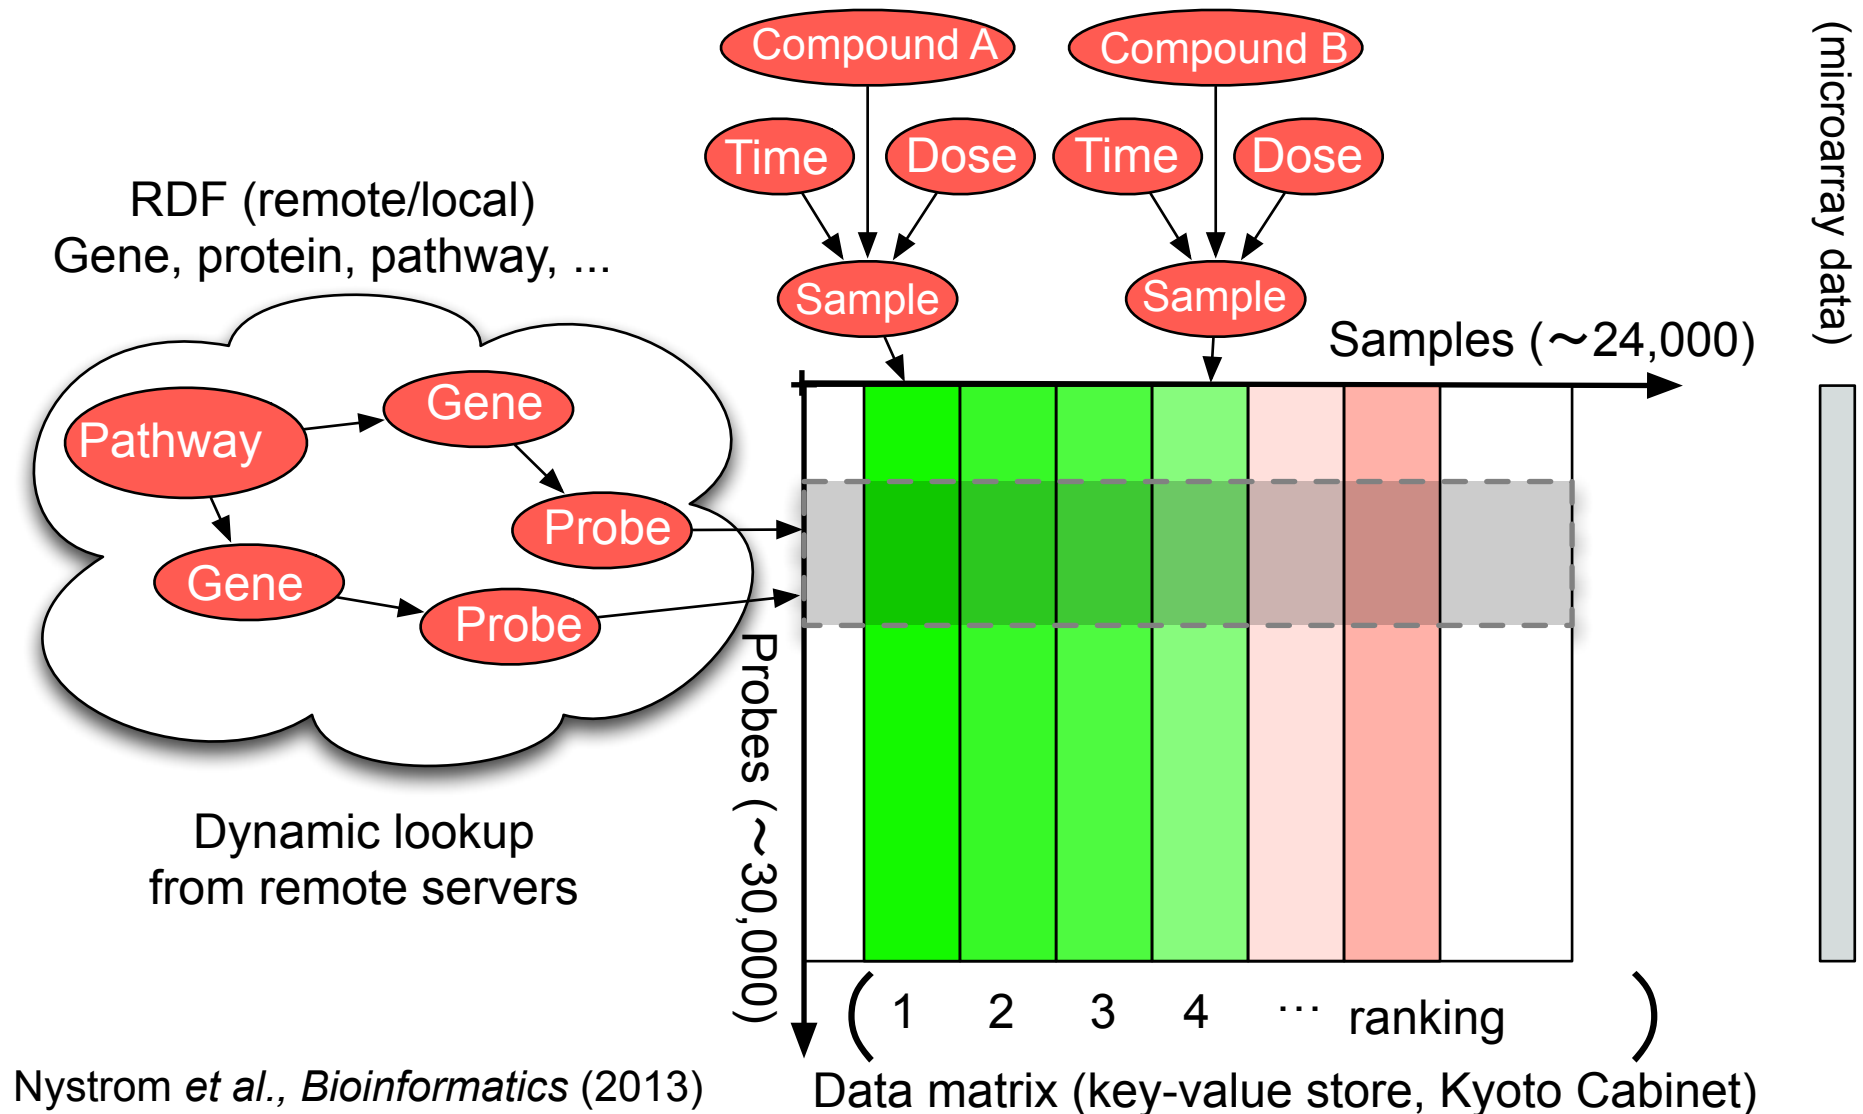 Compound A
Compound B
(microarray data)
Time
Dose
Time
Dose
RDF (remote/local)
Gene, protein, pathway, ...
Sample
Sample
Samples (~24,000)
Pathway
Gene
Probe
Gene
Probe
Probes (~30,000)
Dynamic lookup
from remote servers
( 1 2 3 4 ... ranking )
Nystrom et al., Bioinformatics (2013)
Data matrix (key-value store, Kyoto Cabinet)